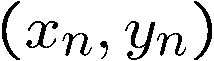 (x_n, y_n)